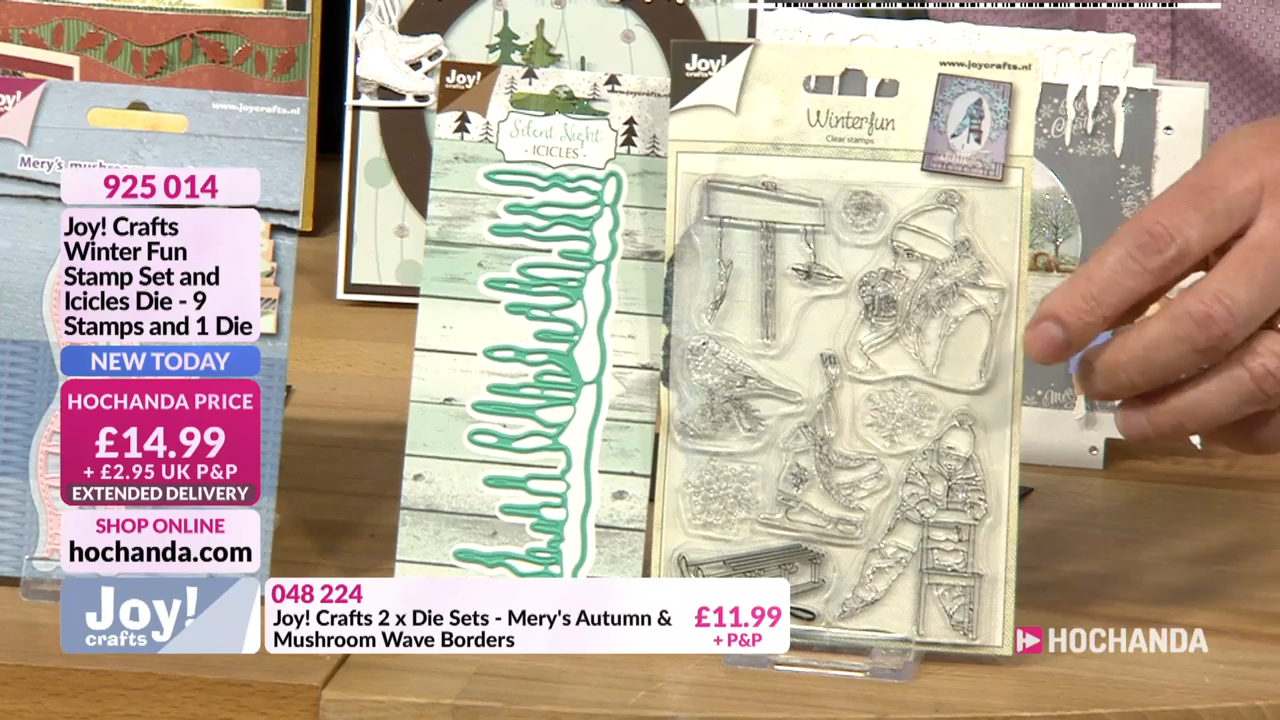 www.joycrafts.nl
Mery's mushroom
925 014
Joy! Crafts
Winter Fun
Stamp Set and
Icicles Die - 9
Stamps and 1 Die
NEW TODAY
HOCHANDA PRICE
£14.99
+ £2.95 UK P&P
EXTENDED DELIVERY
SHOP ONLINE
hochanda.com
Joy!
crafts
048 224
Joy! Crafts 2 x Die Sets - Mery's Autumn &
Mushroom Wave Borders
£11.99
+ P&P
Joy!
crafts
Silent Night
- ICICLES -
Joy!
crafts
www.joycrafts.nl
Winterfun
Clear stamps
HOCHANDA